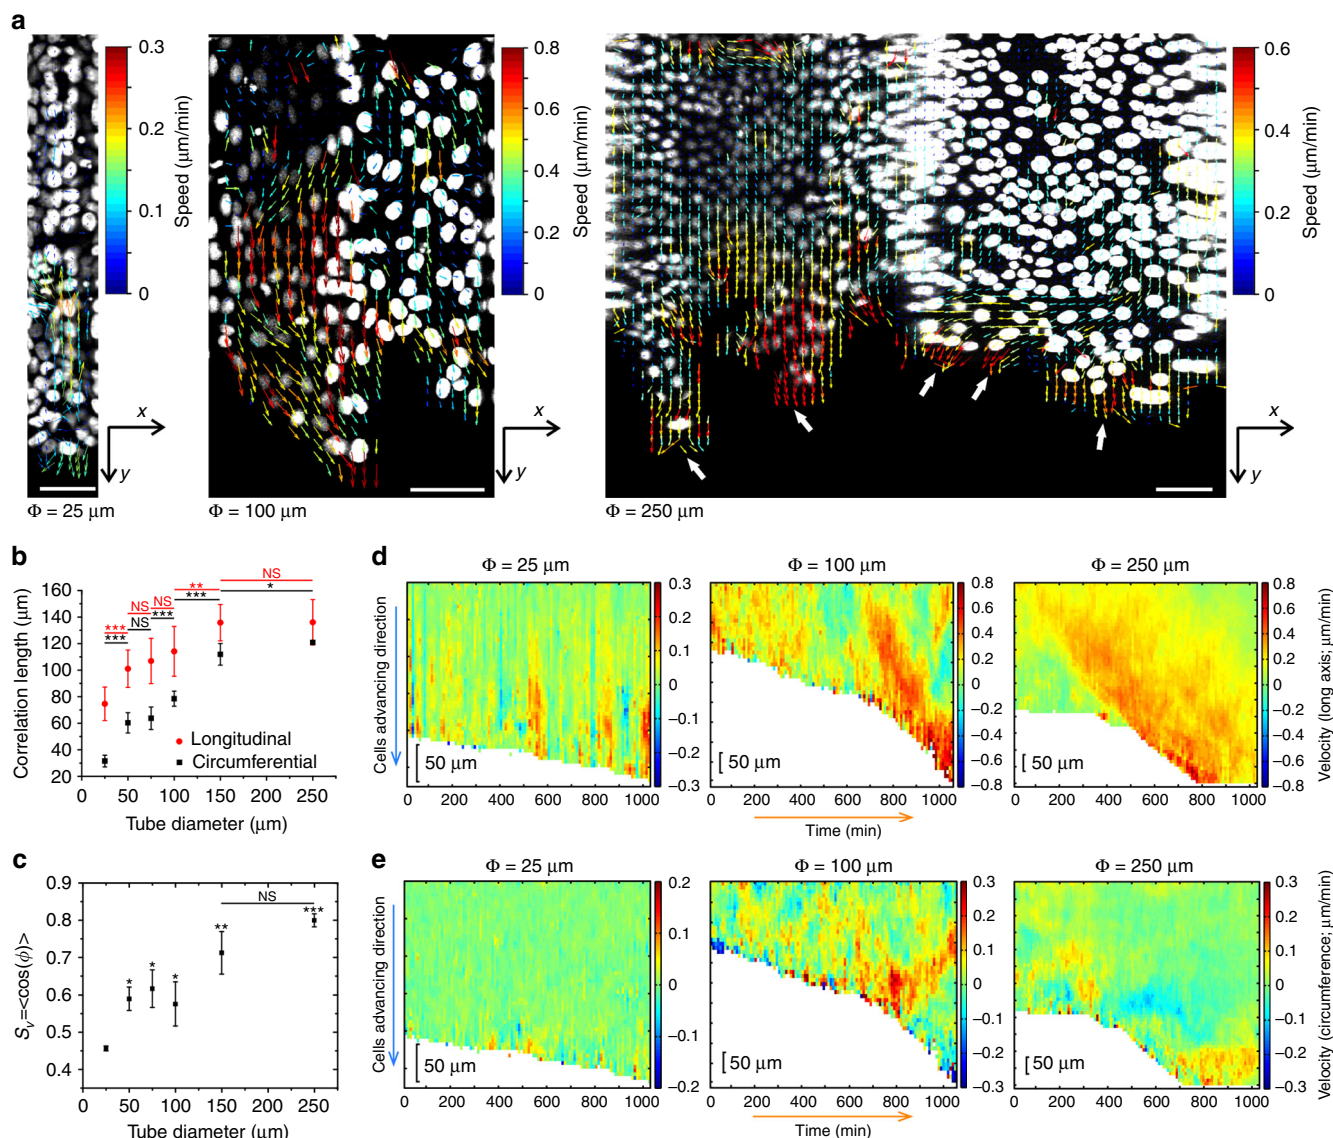 a
0.3
0.2
0.1
0
Speed (μm/min)
x
y
Φ = 25 μm
0.8
0.6
0.4
0.2
0
Speed (μm/min)
x
y
Φ = 100 μm
0.6
0.4
0.2
0
Speed (μm/min)
x
y
Φ = 250 μm
b
160
140
120
100
80
60
40
20
Correlation length (μm)
*** NS NS ** NS
*** NS *** *** *
Longitudinal
Circumferential
0 50 100 150 200 250
Tube diameter (μm)
c
0.9
0.8
0.7
0.6
0.5
0.4
Sv=<cos(ϕ)>
* * * ** NS ***
0 50 100 150 200 250
Tube diameter (μm)
d
Φ = 25 μm
Cells advancing direction
50 μm
0.3
0.2
0.1
0
−0.1
−0.2
−0.3
0 200 400 600 800 1000
Φ = 100 μm
50 μm
0.8
0.6
0.4
0.2
0
−0.2
−0.4
−0.6
−0.8
0 200 400 600 800 1000
Time (min)
Φ = 250 μm
50 μm
0.8
0.6
0.4
0.2
0
−0.2
−0.4
−0.6
−0.8
0 200 400 600 800 1000
Velocity (long axis; μm/min)
e
Φ = 25 μm
Cells advancing direction
50 μm
0.2
0.1
0
−0.1
−0.2
0 200 400 600 800 1000
Φ = 100 μm
50 μm
0.3
0.2
0.1
0
−0.1
−0.2
−0.3
0 200 400 600 800 1000
Time (min)
Φ = 250 μm
50 μm
0.3
0.2
0.1
0
−0.1
−0.2
−0.3
0 200 400 600 800 1000
Velocity (circumference; μm/min)